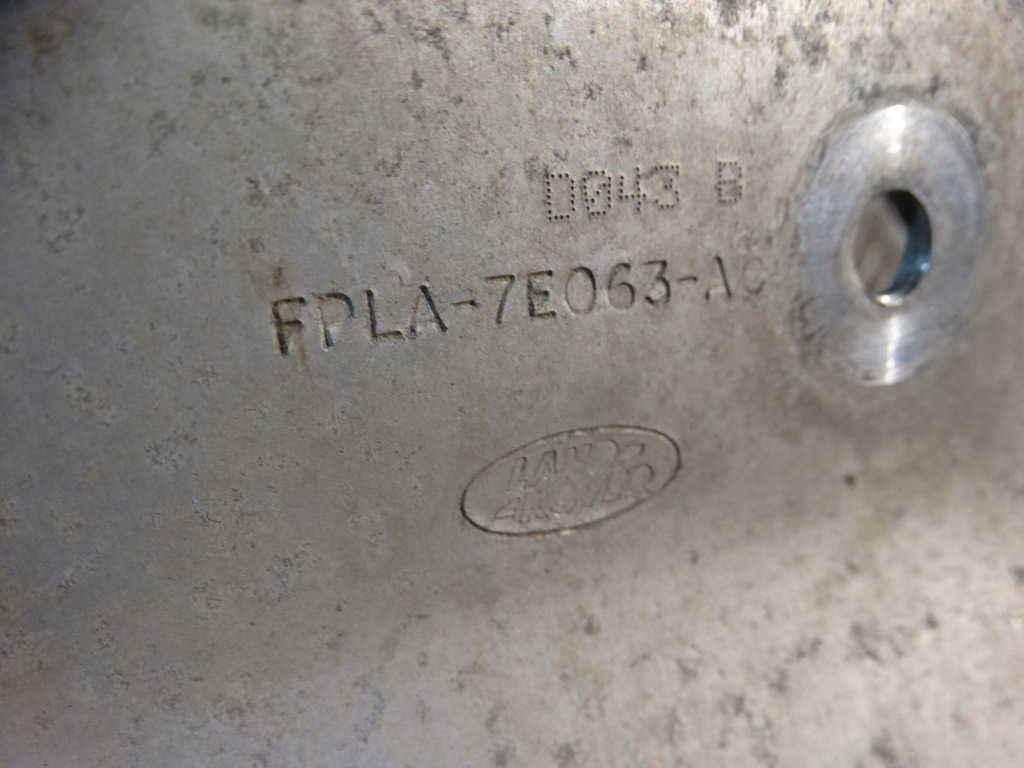 D043 B
FPLA-7E063-AC
LAND-
ROVER